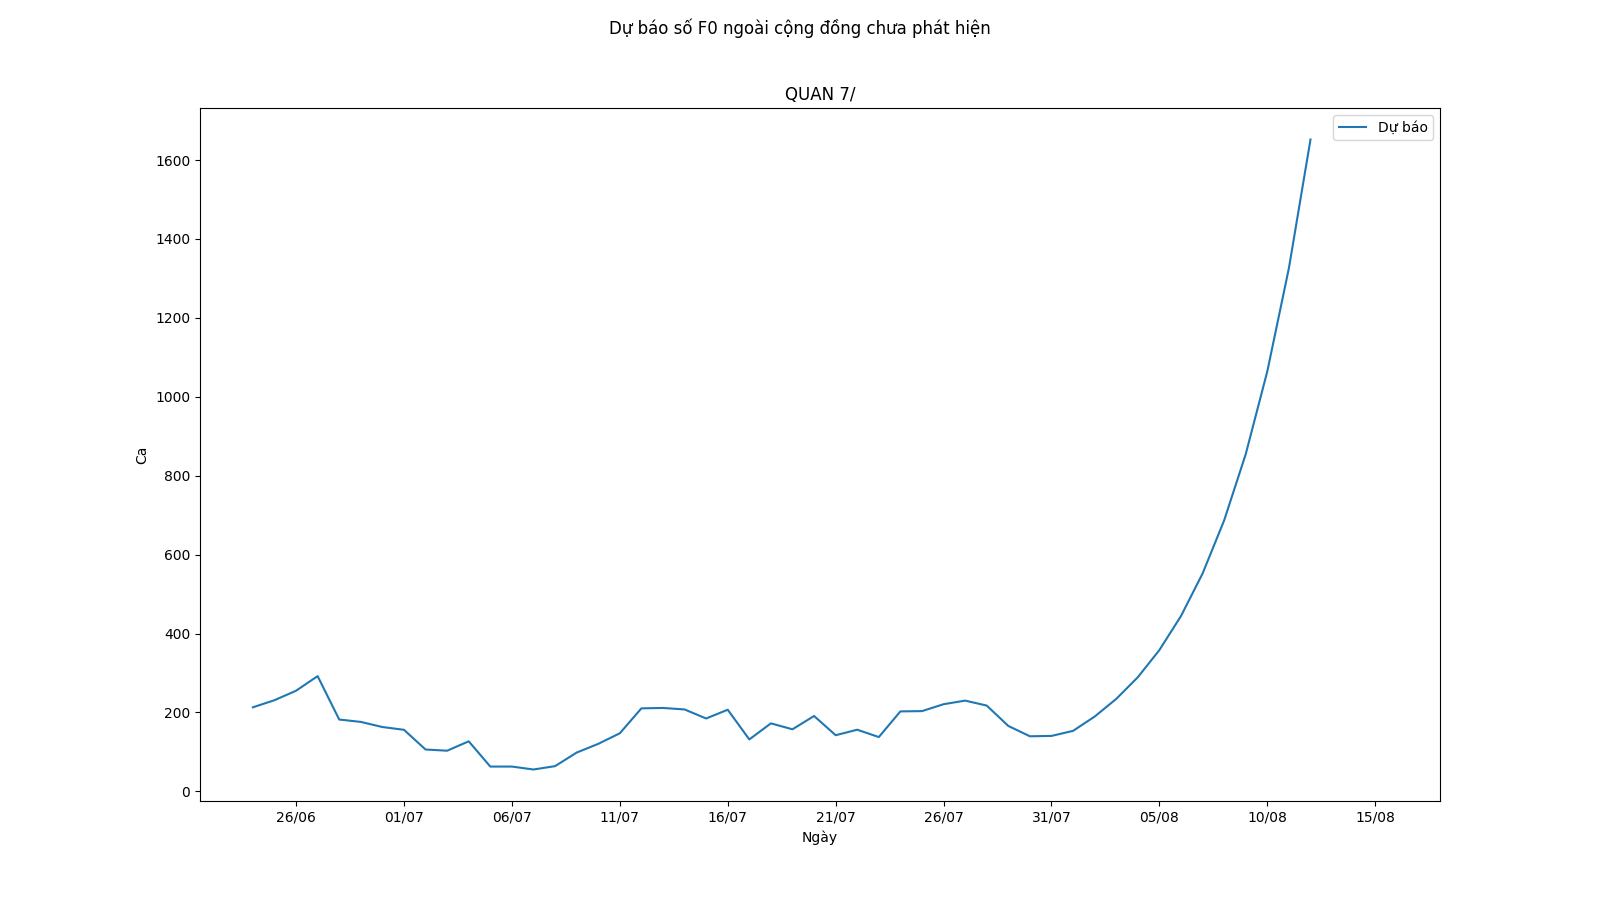 Dự báo số F0 ngoài cộng đồng chưa phát hiện
QUAN 7/
Dự báo
1600
1400
1200
1000
800
600
400
200
0
Ca
26/06 01/07 06/07 11/07 16/07 21/07 26/07 31/07 05/08 10/08 15/08
Ngày